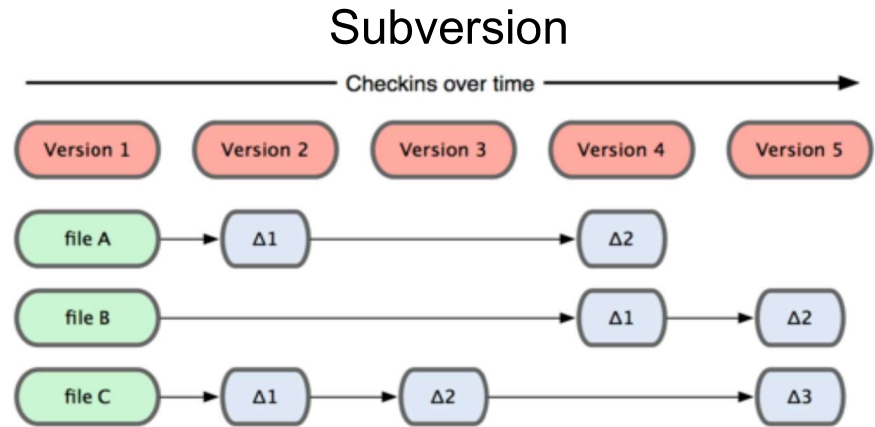 Subversion
Checkins over time
Version 1 Version 2 Version 3 Version 4 Version 5
file A Δ1 Δ2
file B Δ1 Δ2
file C Δ1 Δ2 Δ3